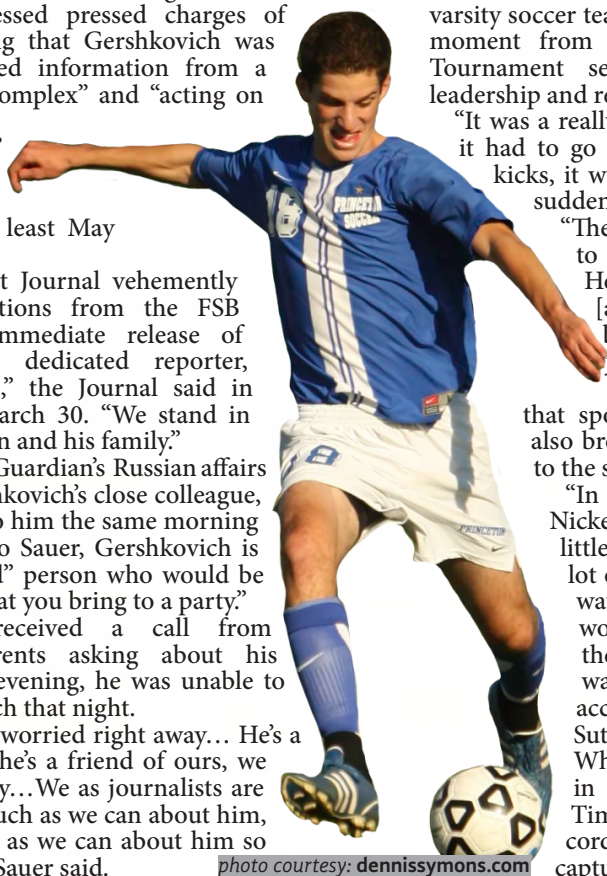 essed pressed charges of
g that Gershkovich was
ed information from a
omplex” and “acting on
least May
t Journal vehemently
tions from the FSB
mmediate release of
dedicated reporter,
,” the Journal said in
arch 30. “We stand in
n and his family.”
Guardian’s Russian affairs
hkovich’s close colleague,
o him the same morning
o Sauer, Gershkovich is
d” person who would be
at you bring to a party.”
received a call from
rents asking about his
evening, he was unable to
ch that night.
worried right away… He’s a
he’s a friend of ours, we
y…We as journalists are
uch as we can about him,
as we can about him so
Sauer said.
18
PRINCETON
SOCCER
18
PRINCETON
photo courtesy: dennissymons.com
varsity soccer tea
moment from
Tournament se
leadership and re
“It was a really
it had to go
kicks, it w
sudden
“The
to
He
[a
that spo
also bro
to the s
“In
Nicke
little
lot o
wa
wo
the
wa
acc
Sut
Wh
in
Tim
cord
captu